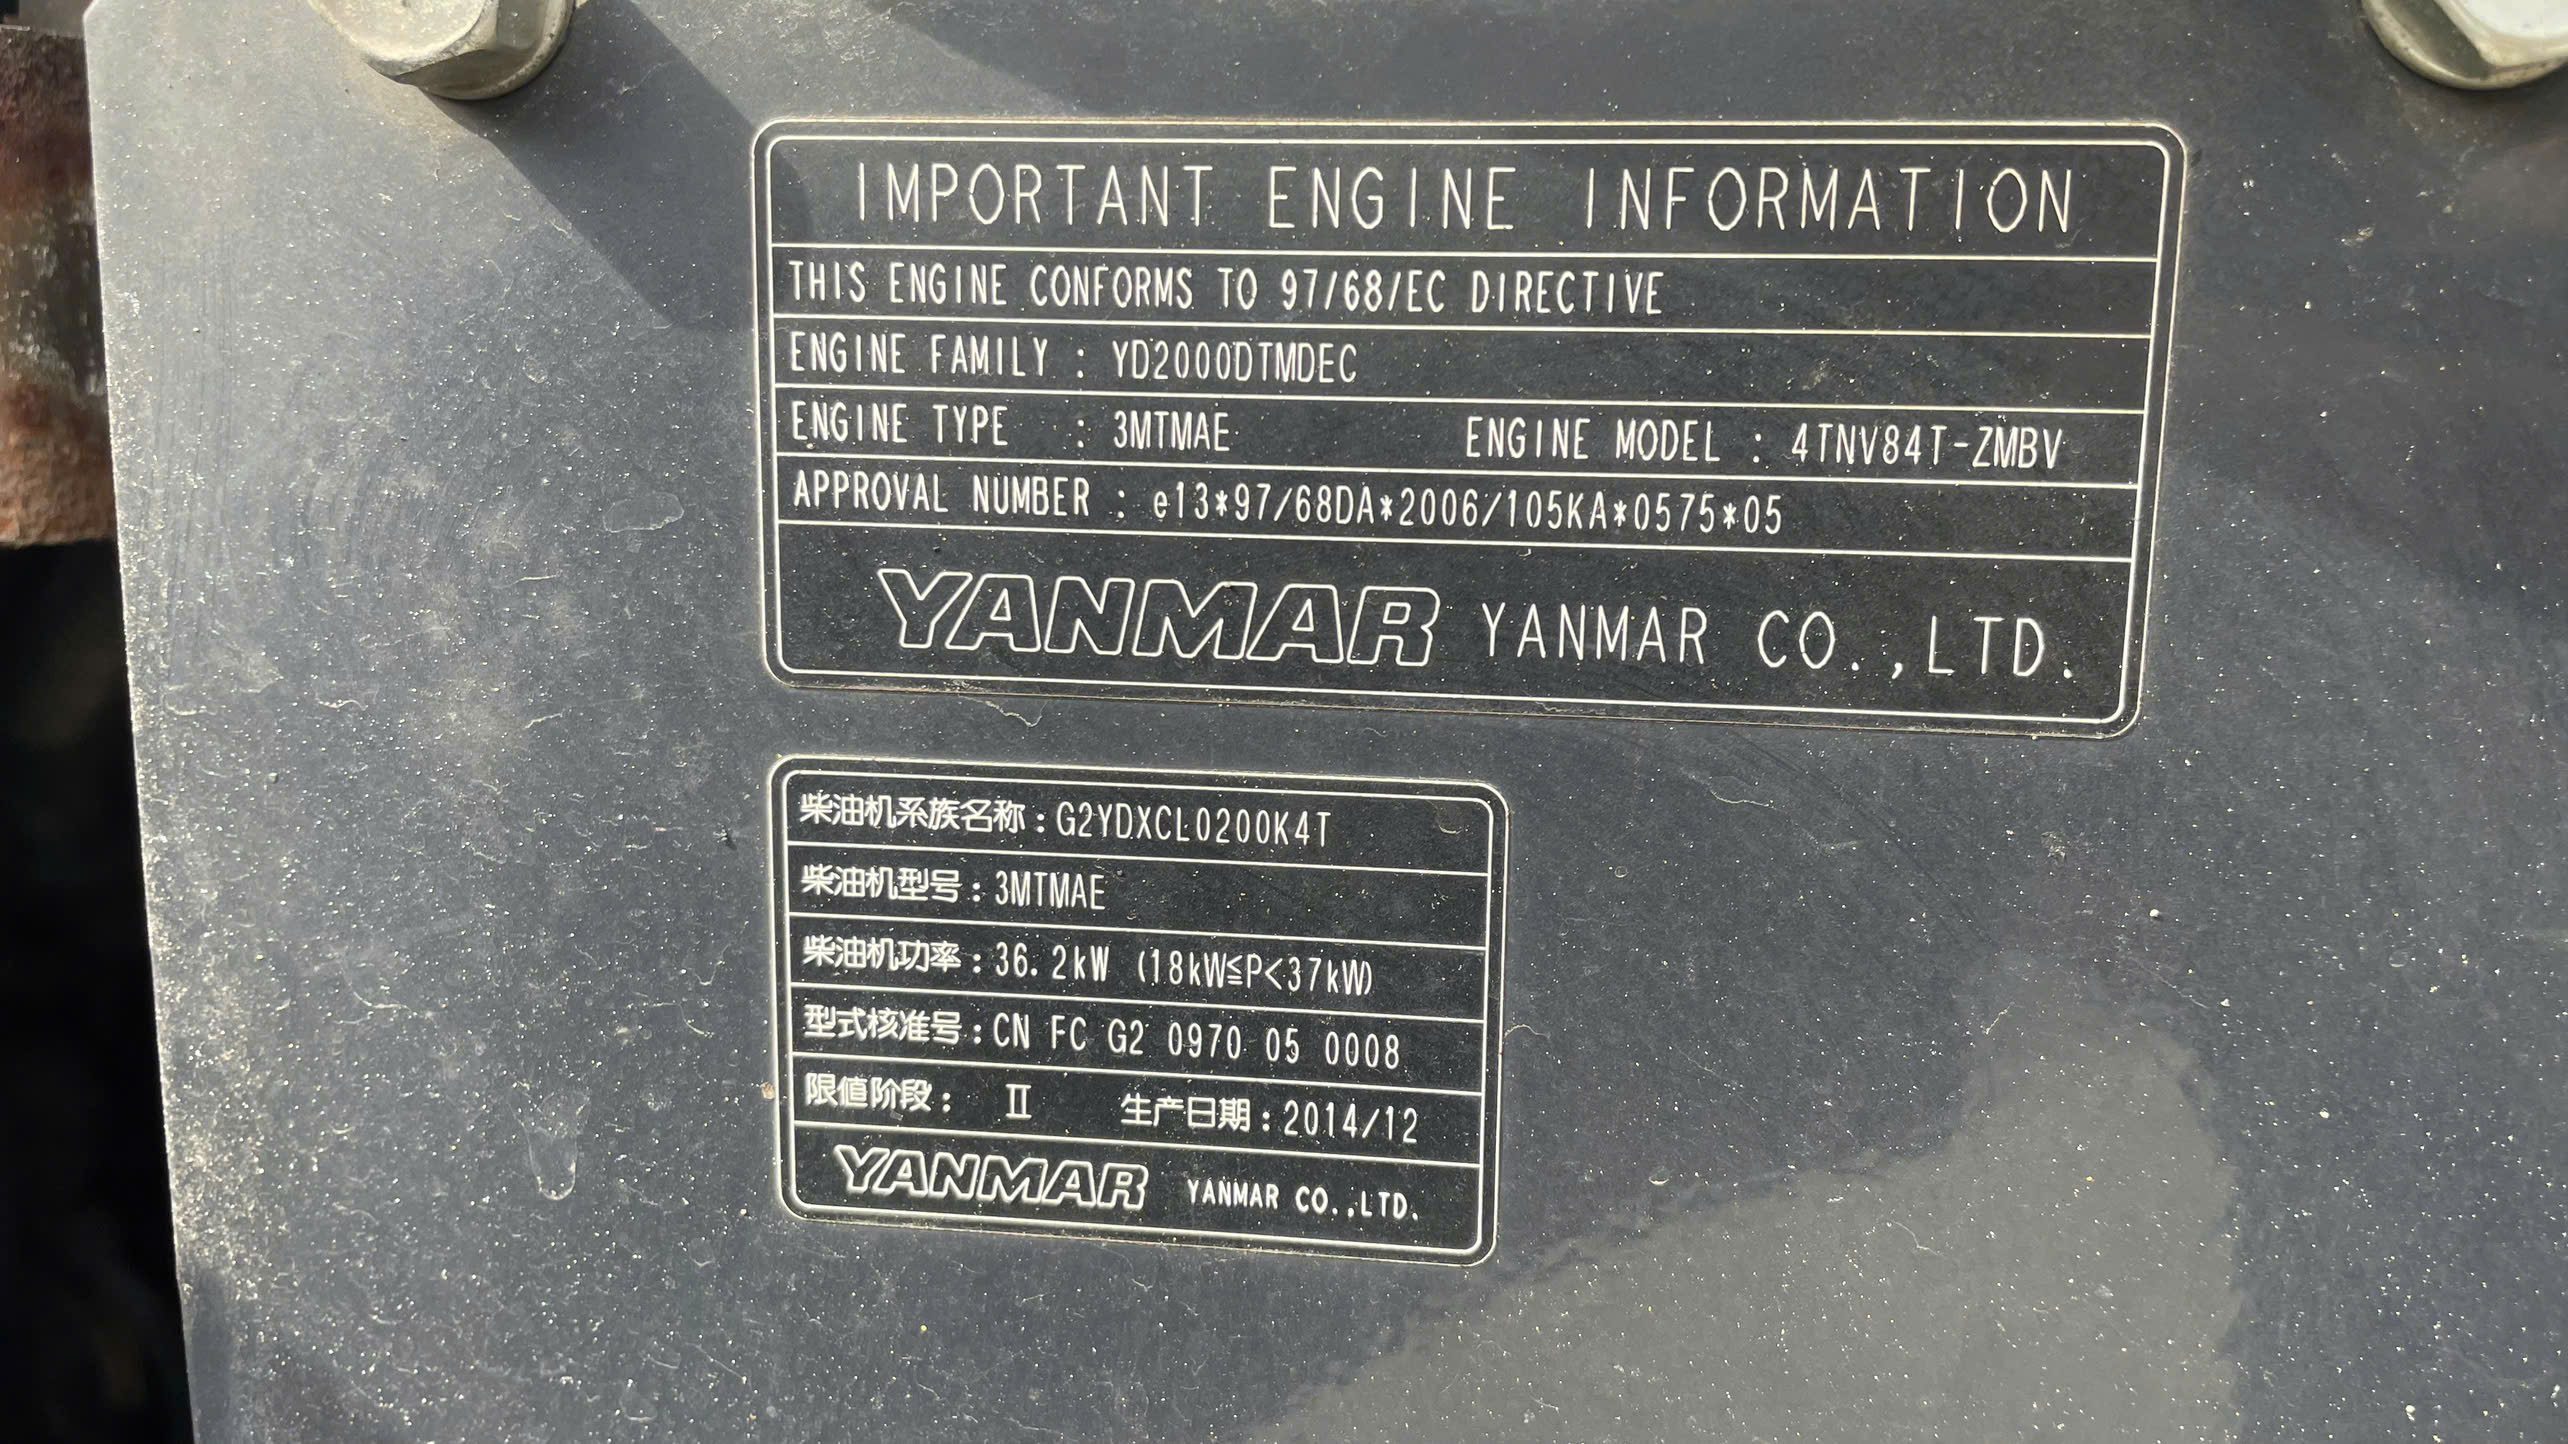 IMPORTANT ENGINE INFORMATION
THIS ENGINE CONFORMS TO 97/68/EC DIRECTIVE
ENGINE FAMILY : YD2000DTMDEC
ENGINE TYPE : 3MTMAE ENGINE MODEL : 4TNV84T-ZMBV
APPROVAL NUMBER : e13*97/68DA*2006/105KA*0575*05
YANMAR YANMAR CO.,LTD.
柴油机系族名称:G2YDXCL0200K4T
柴油机型号:3MTMAE
柴油机功率:36.2kW (18kW≦P<37kW)
型式核准号:CN FC G2 0970 05 0008
限值阶段: Ⅱ 生产日期:2014/12
YANMAR YANMAR CO.,LTD.